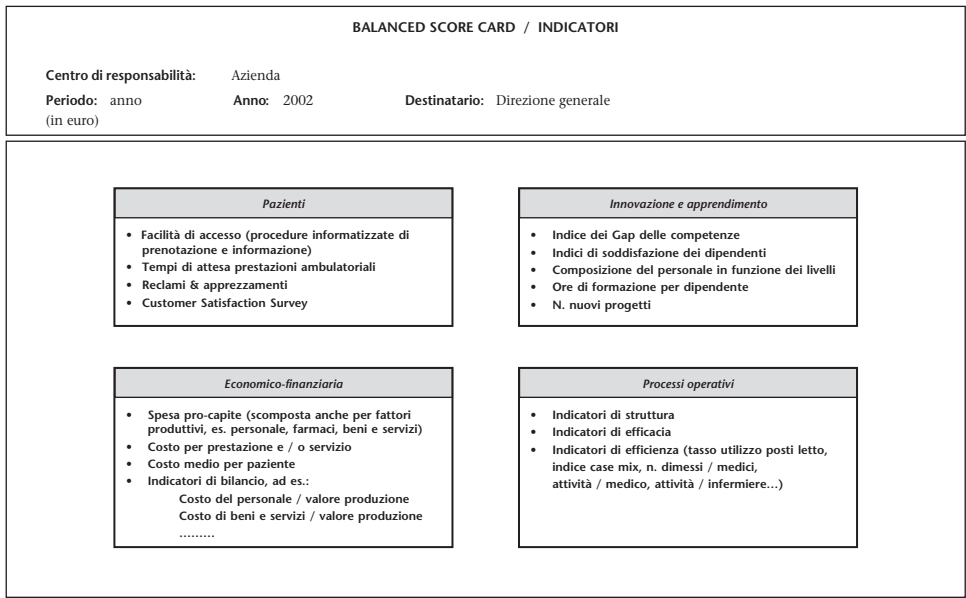 BALANCED SCORE CARD / INDICATORI
Centro di responsabilità: Azienda
Periodo: anno Anno: 2002 Destinatario: Direzione generale
(in euro)
Pazienti
• Facilità di accesso (procedure informatizzate di
prenotazione e informazione)
• Tempi di attesa prestazioni ambulatoriali
• Reclami & apprezzamenti
• Customer Satisfaction Survey
Innovazione e apprendimento
• Indice dei Gap delle competenze
• Indici di soddisfazione dei dipendenti
• Composizione del personale in funzione dei livelli
• Ore di formazione per dipendente
• N. nuovi progetti
Economico-finanziaria
• Spesa pro-capite (scomposta anche per fattori
produttivi, es. personale, farmaci, beni e servizi)
• Costo per prestazione e / o servizio
• Costo medio per paziente
• Indicatori di bilancio, ad es.:
Costo del personale / valore produzione
Costo di beni e servizi / valore produzione
.........
Processi operativi
• Indicatori di struttura
• Indicatori di efficacia
• Indicatori di efficienza (tasso utilizzo posti letto,
indice case mix, n. dimessi / medici,
attività / medico, attività / infermiere...)